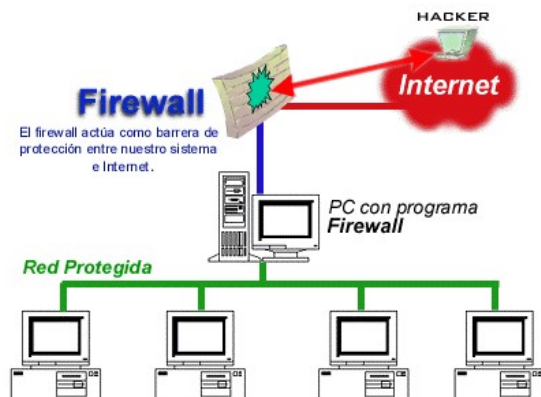 HACKER
Internet
Firewall
El firewall actúa como barrera de
protección entre nuestro sistema
e Internet.
PC con programa
Firewall
Red Protegida